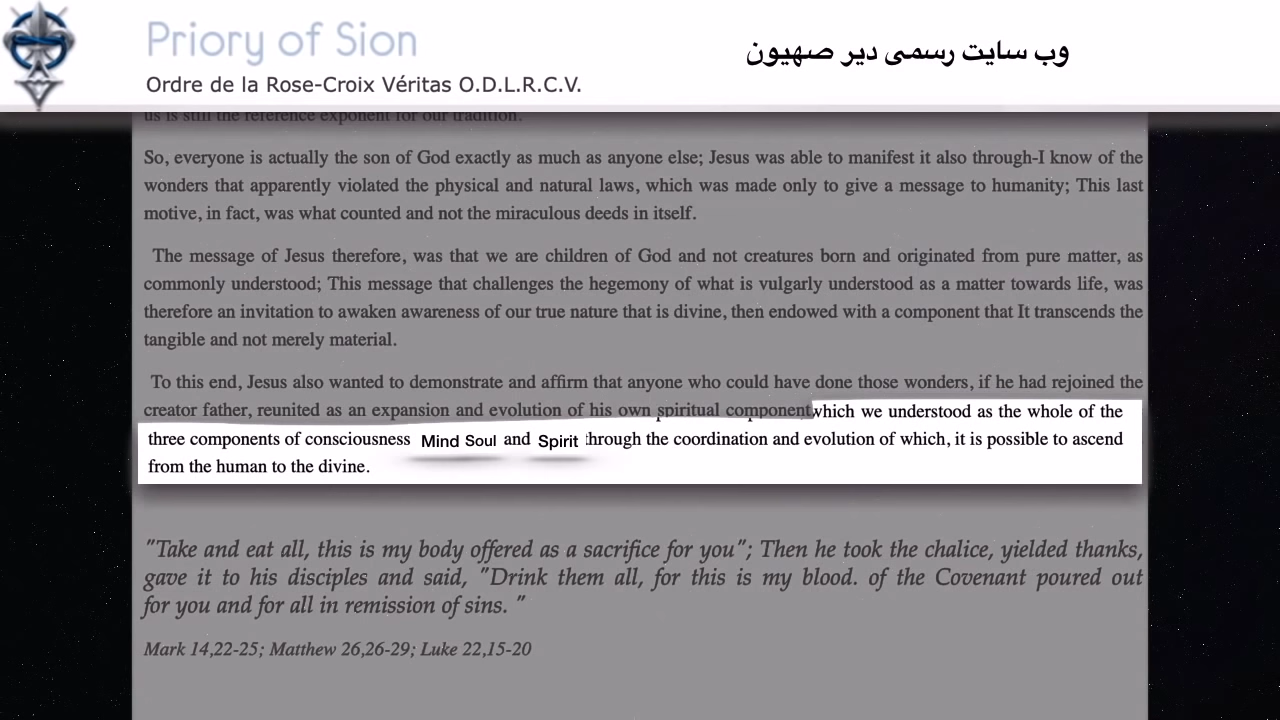 Priory of Sion
وب سایت رسمی دیر صهیون
Ordre de la Rose-Croix Véritas O.D.L.R.C.V.
us is still the reference exponent for our tradition.
So, everyone is actually the son of God exactly as much as anyone else; Jesus was able to manifest it also through-I know of the
wonders that apparently violated the physical and natural laws, which was made only to give a message to humanity; This last
motive, in fact, was what counted and not the miraculous deeds in itself.
The message of Jesus therefore, was that we are children of God and not creatures born and originated from pure matter, as
commonly understood; This message that challenges the hegemony of what is vulgarly understood as a matter towards life, was
therefore an invitation to awaken awareness of our true nature that is divine, then endowed with a component that It transcends the
tangible and not merely material.
To this end, Jesus also wanted to demonstrate and affirm that anyone who could have done those wonders, if he had rejoined the
creator father, reunited as an expansion and evolution of his own spiritual component which we understood as the whole of the
three components of consciousness Mind Soul and Spirit through the coordination and evolution of which, it is possible to ascend
from the human to the divine.
"Take and eat all, this is my body offered as a sacrifice for you"; Then he took the chalice, yielded thanks,
gave it to his disciples and said, "Drink them all, for this is my blood. of the Covenant poured out
for you and for all in remission of sins. "
Mark 14,22-25; Matthew 26,26-29; Luke 22,15-20